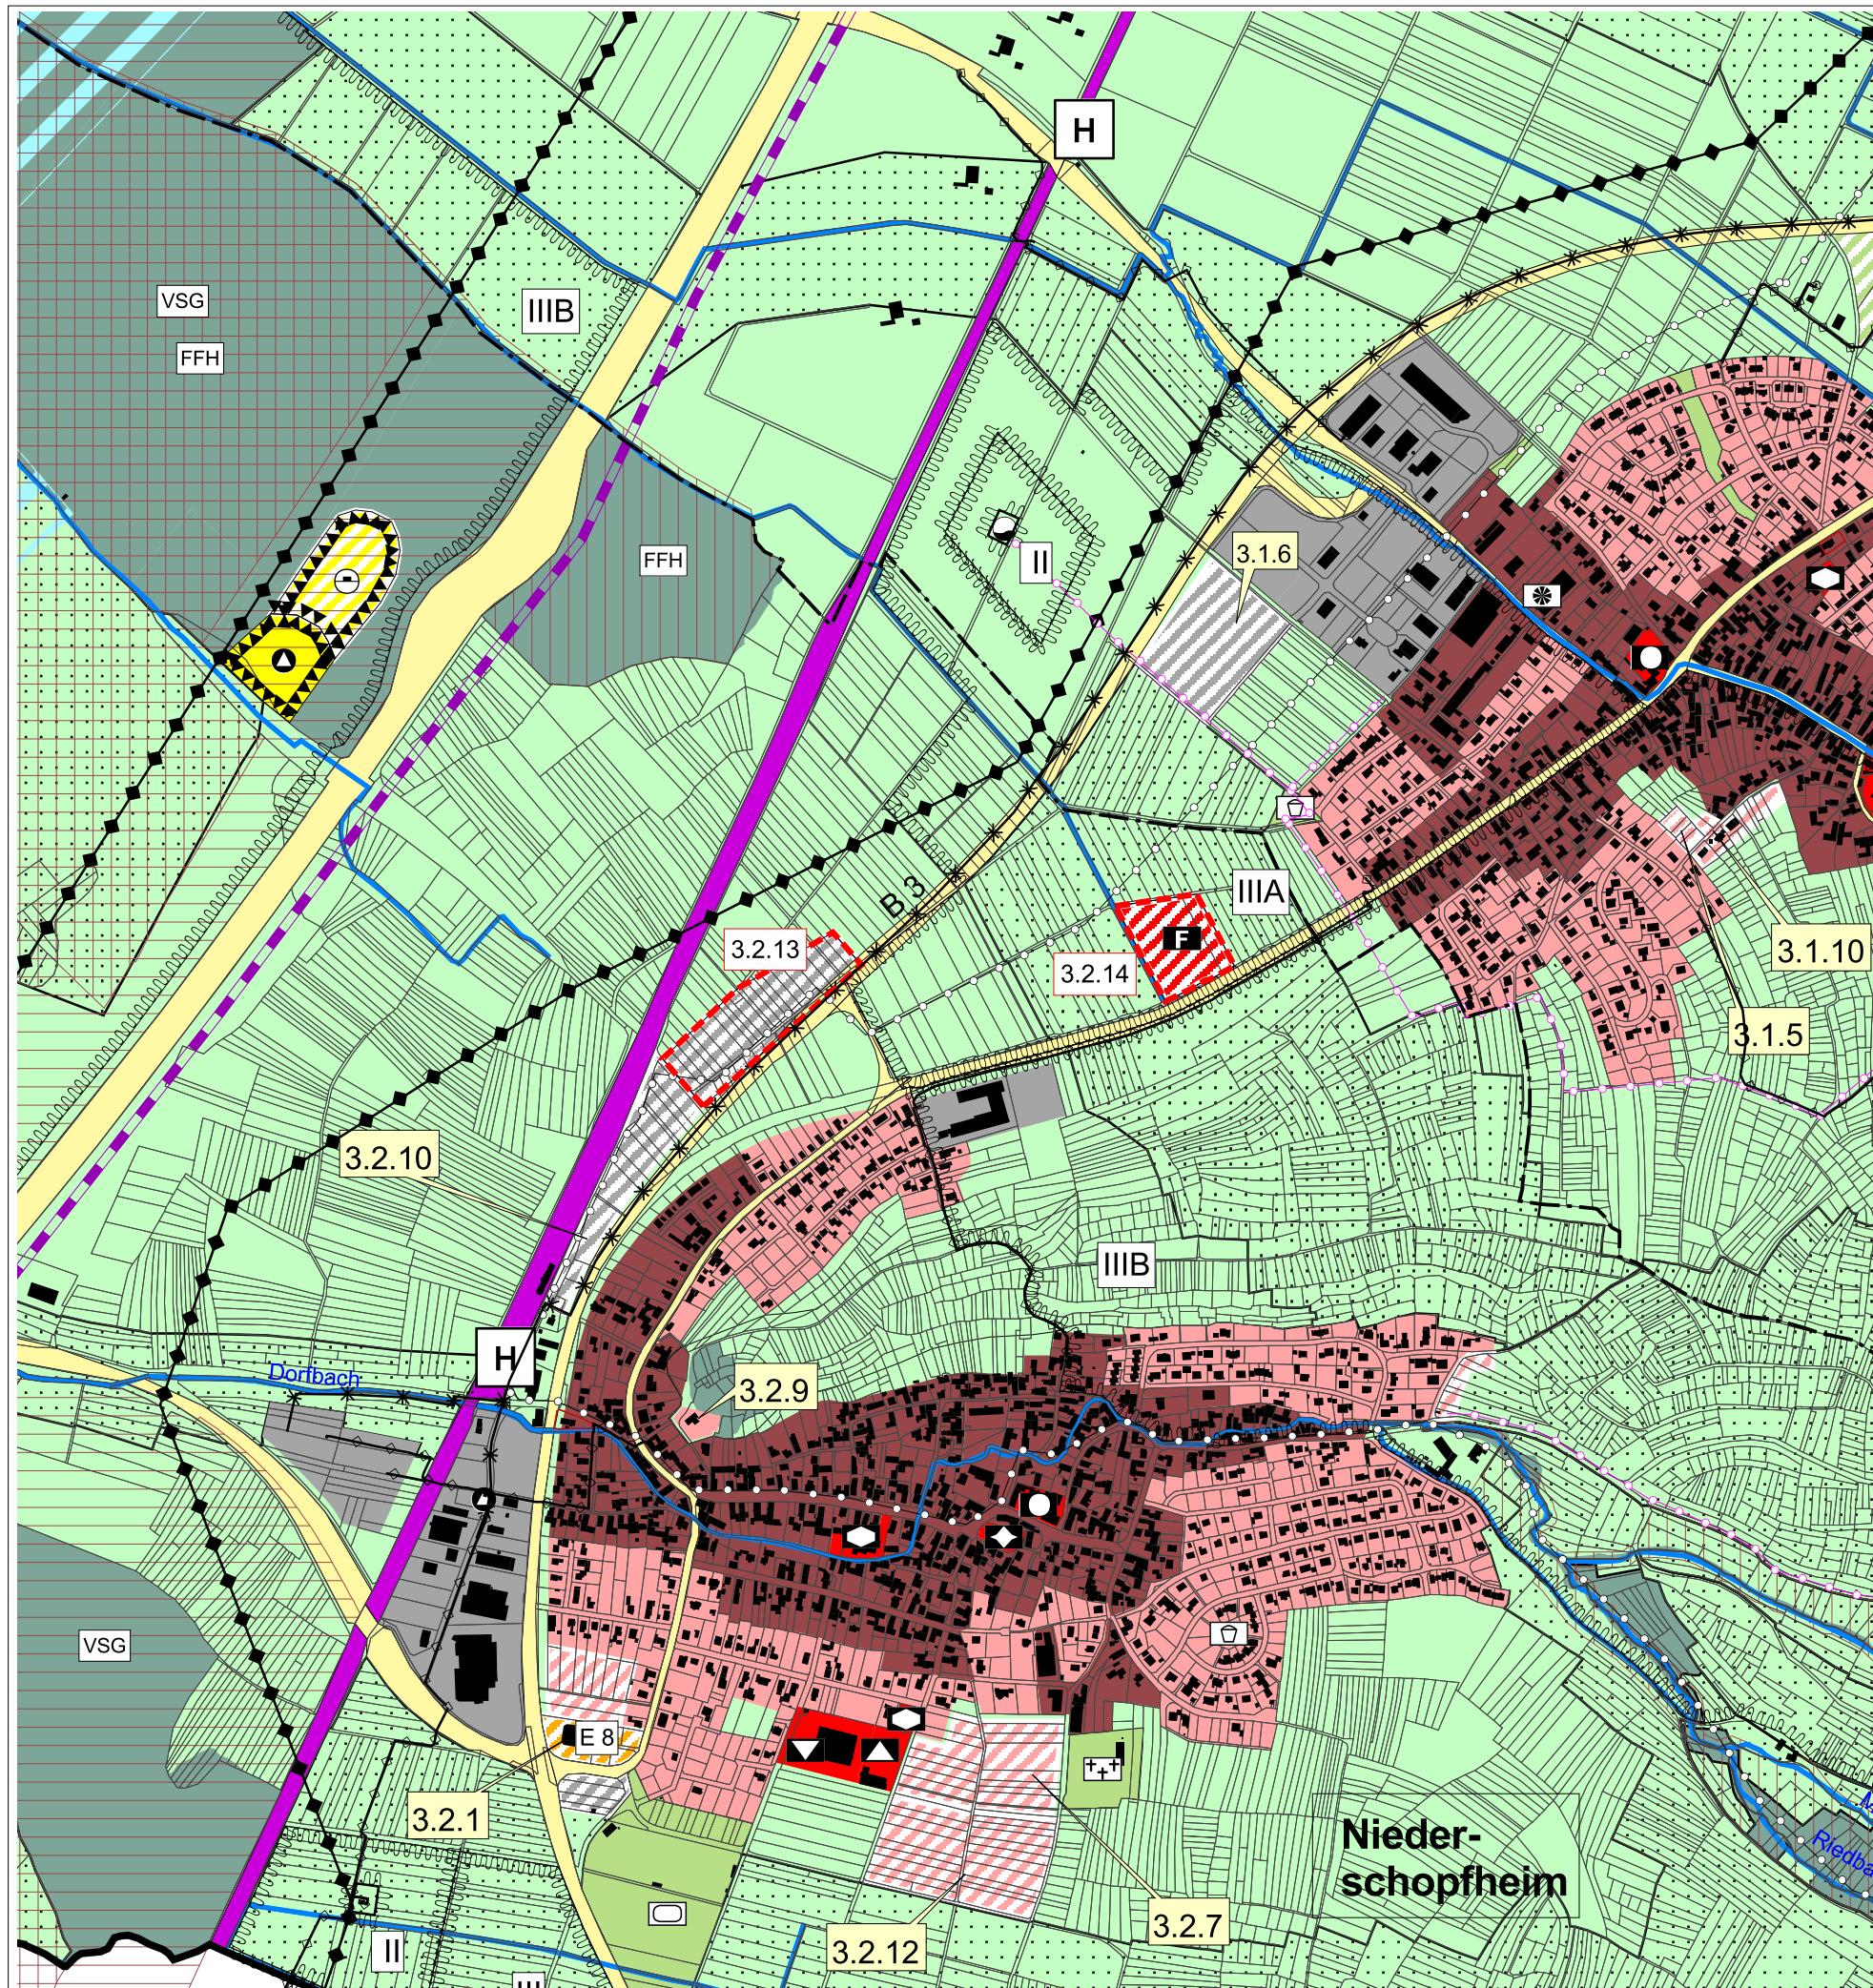 H
VSG
IIIB
FFH
FFH
II
3.1.6
B 3
IIIA
F
3.2.13
3.2.14
3.1.10
3.1.5
3.2.10
IIIB
H
Dorfbach
3.2.9
VSG
E 8
3.2.1
Nieder-
schopfheim
3.2.7
3.2.12
II